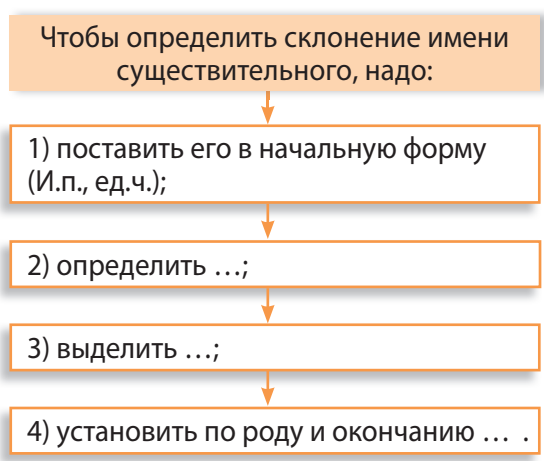 Чтобы определить склонение имени
существительного, надо:
1) поставить его в начальную форму
(И.п., ед.ч.);
2) определить …;
3) выделить …;
4) установить по роду и окончанию … .